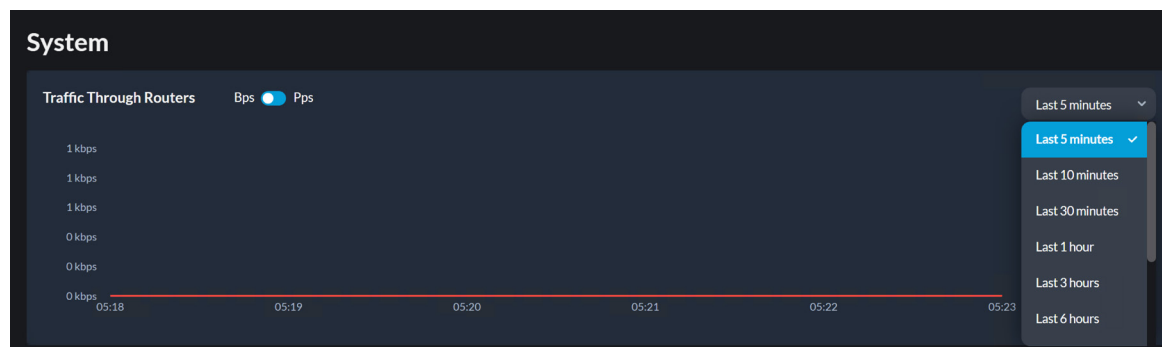 System
Traffic Through Routers Bps Pps Last 5 minutes
Last 5 minutes
1 kbps
Last 10 minutes
1 kbps
1 kbps Last 30 minutes
0 kbps Last 1 hour
0 kbps
Last 3 hours
0 kbps
05:18 05:19 05:20 05:21 05:22 05:23
Last 6 hours